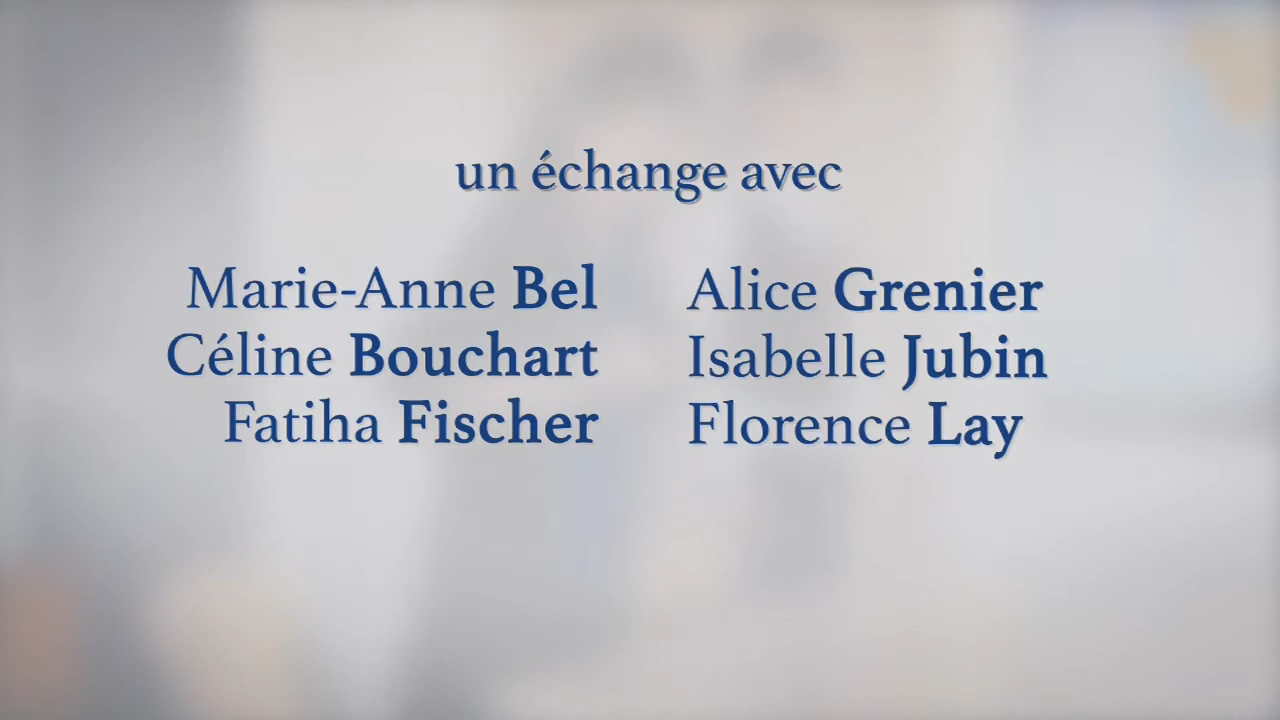 un échange avec
Marie-Anne Bel
Céline Bouchart
Fatiha Fischer
Alice Grenier
Isabelle Jubin
Florence Lay